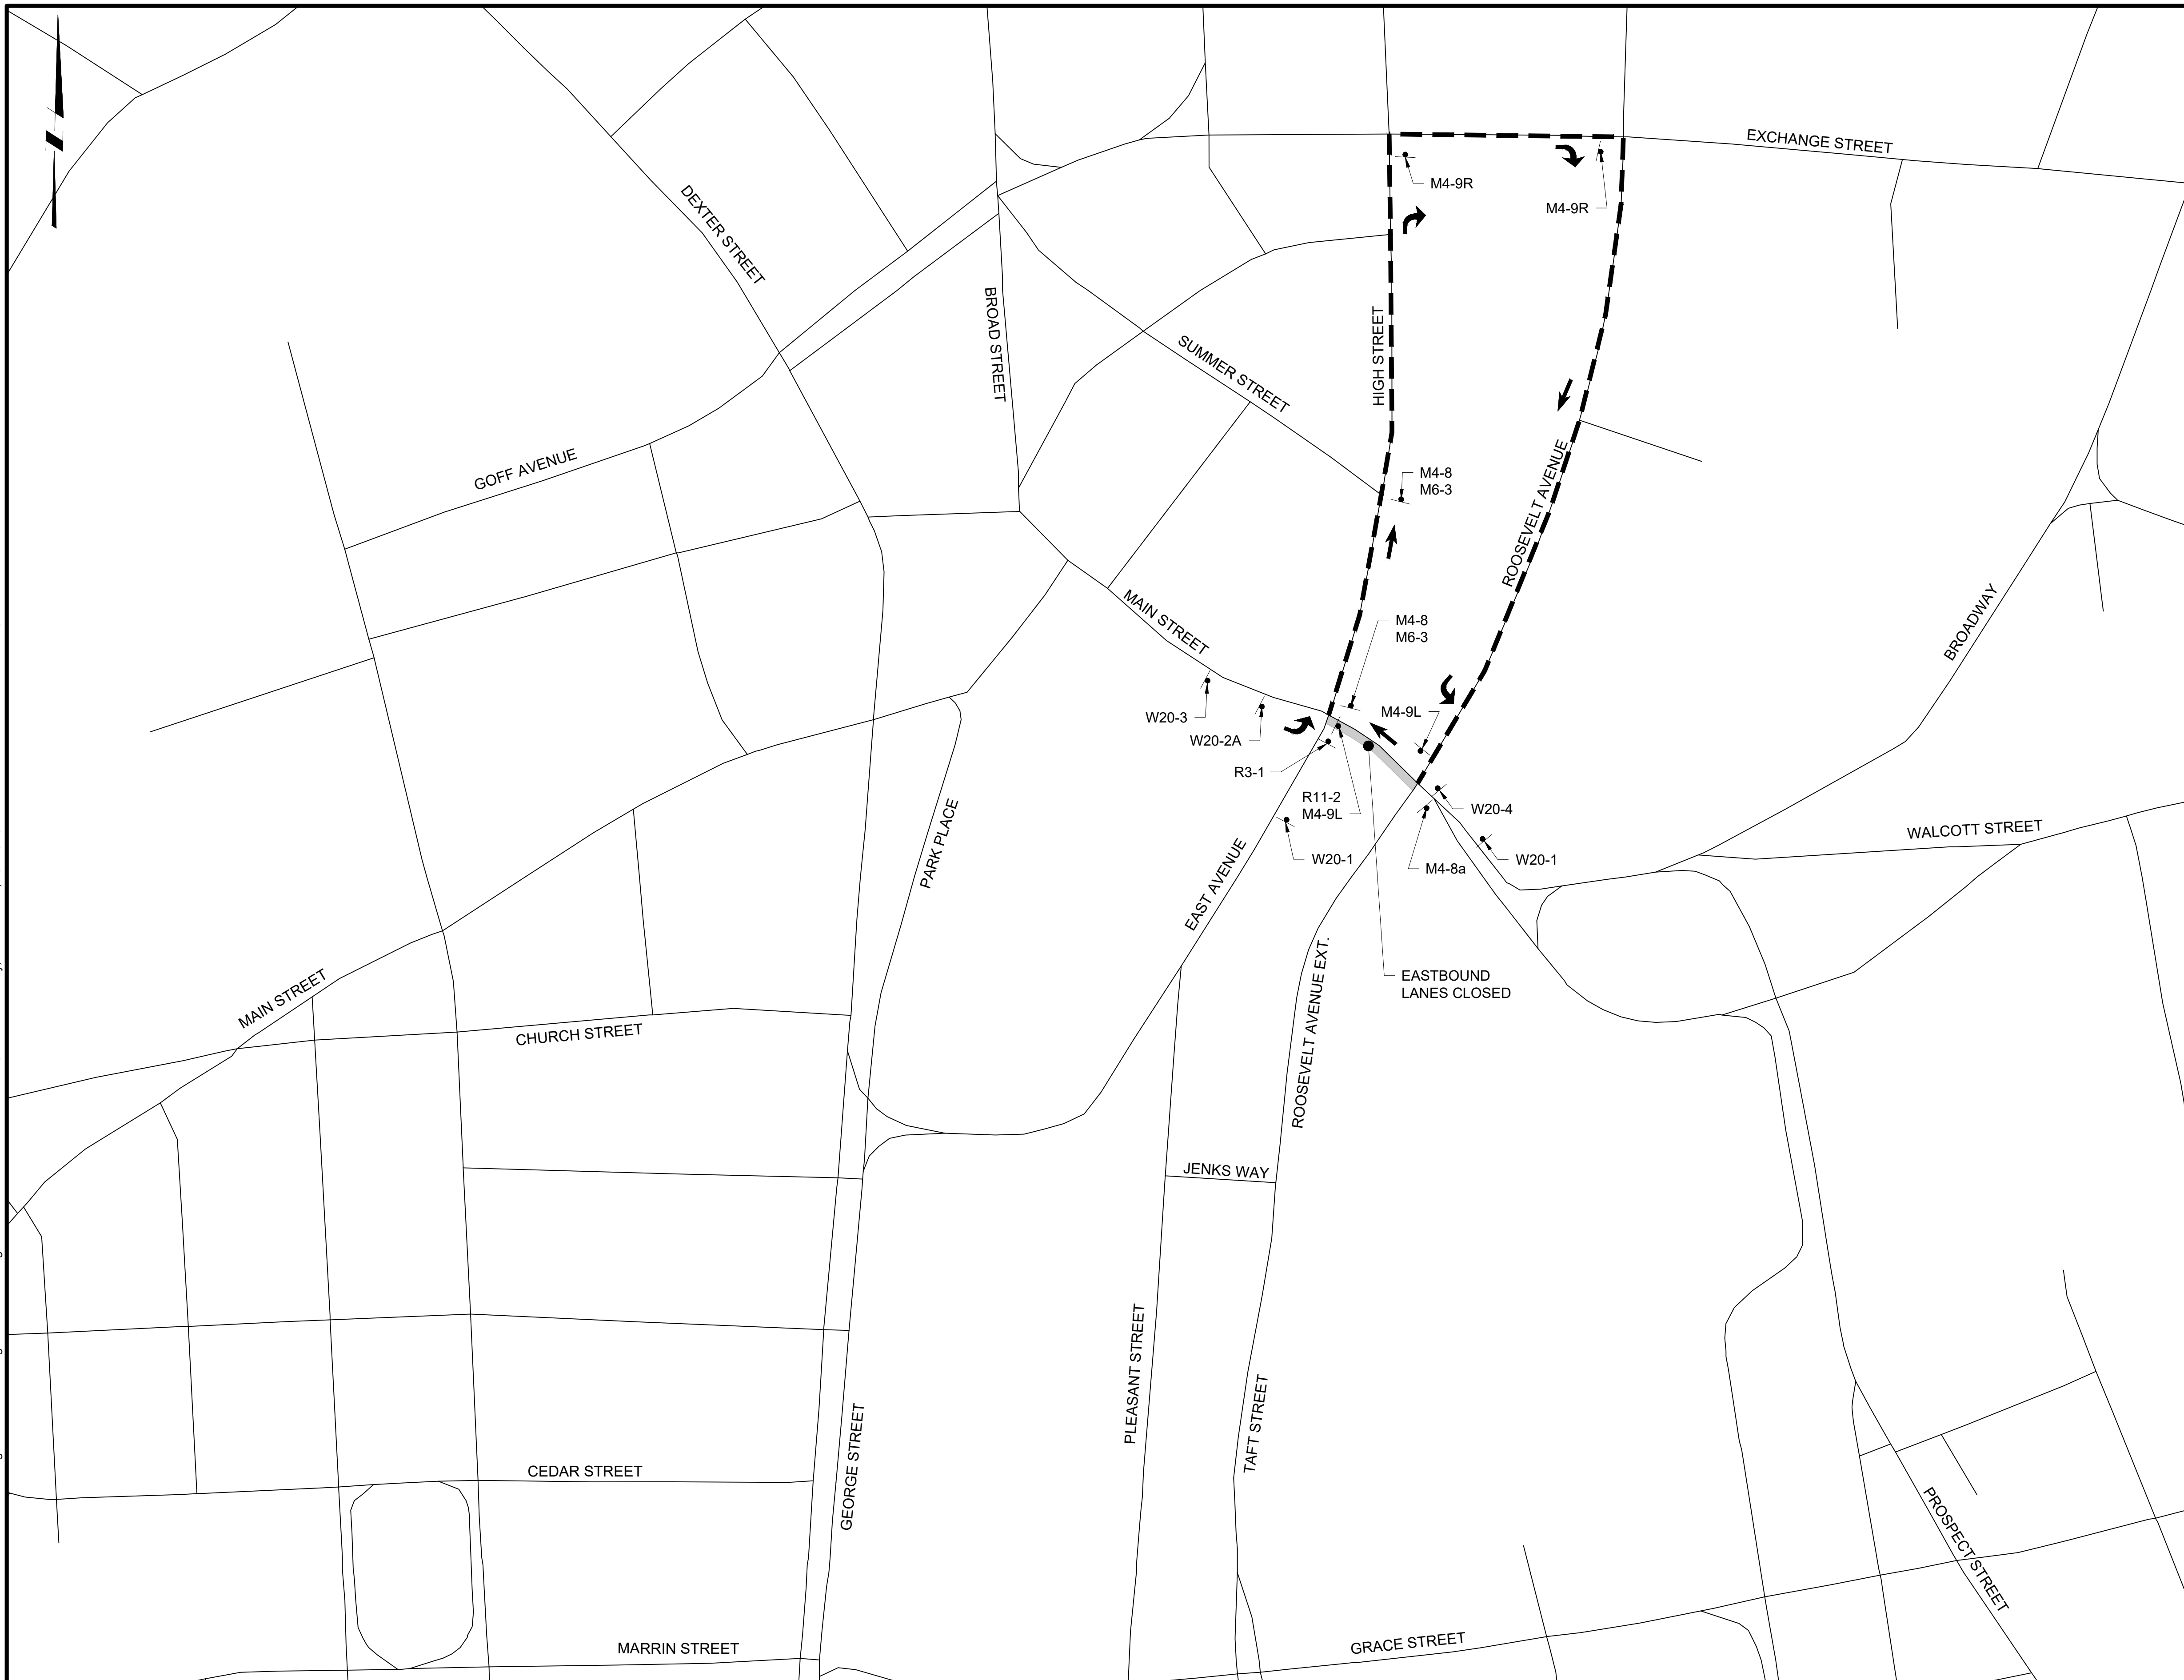 EXCHANGE STREET
M4-9R
M4-9R
DEXTER STREET
BROAD STREET
HIGH STREET
SUMMER STREET
GOFF AVENUE
ROOSEVELT AVENUE
M4-8
M6-3
MAIN STREET
M4-8
M6-3
BROADWAY
W20-3
M4-9L
W20-2A
R3-1
R11-2
M4-9L
W20-4
PARK PLACE
W20-1
M4-8a
W20-1
WALCOTT STREET
EAST AVENUE
EASTBOUND
LANES CLOSED
MAIN STREET
CHURCH STREET
ROOSEVELT AVENUE EXT.
JENKS WAY
PLEASANT STREET
TAFT STREET
GEORGE STREET
CEDAR STREET
PROSPECT STREET
MARRIN STREET
GRACE STREET